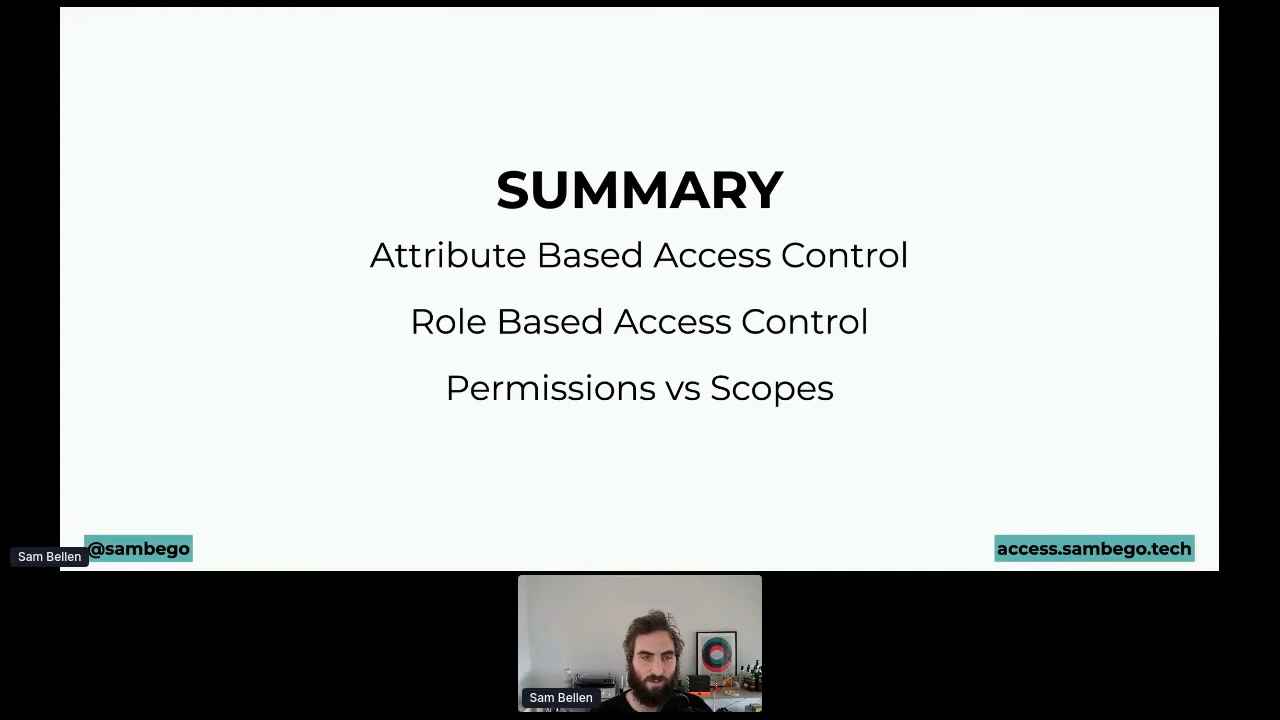 SUMMARY
Attribute Based Access Control
Role Based Access Control
Permissions vs Scopes
@sambego
access.sambego.tech
Sam Bellen
Sam Bellen